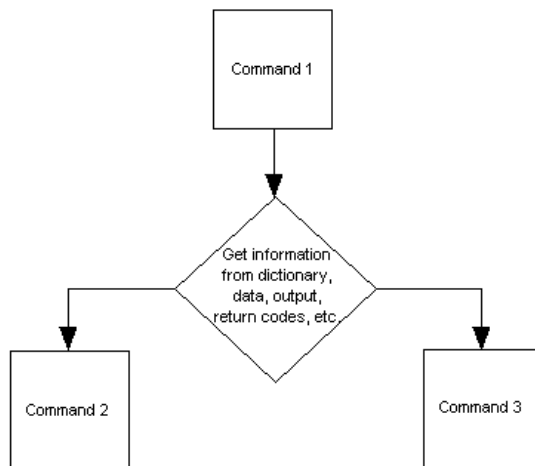 Command 1
Get information
from dictionary,
data, output,
return codes, etc.
Command 2
Command 3